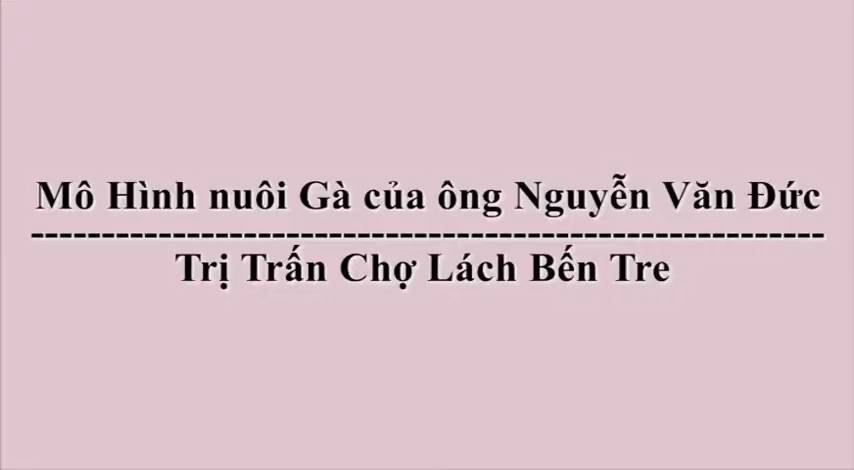 Mô Hình nuôi Gà của ông Nguyễn Văn Đức
--------------------------------------------------------
Trị Trấn Chợ Lách Bến Tre